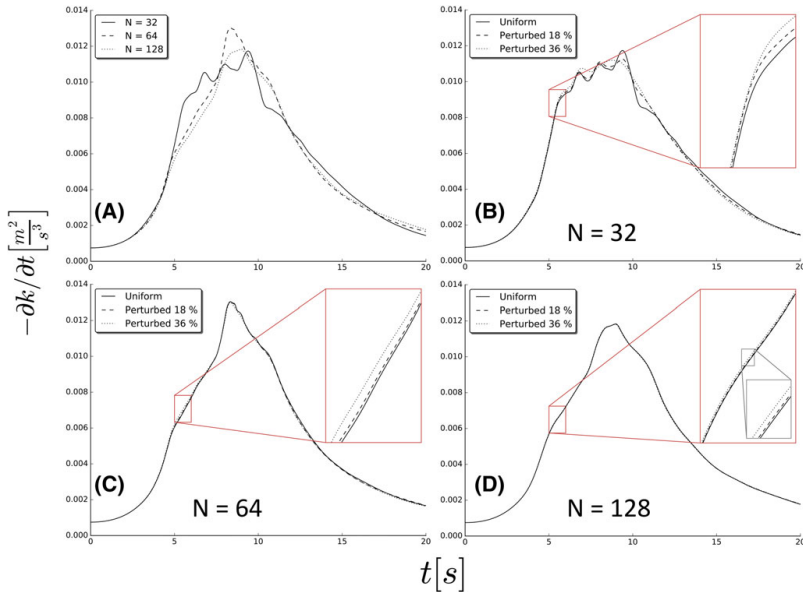 0.014
0.012
0.010
0.008
0.006
0.004
0.002
0.000
N = 32
N = 64
N = 128
(A)
0 5 10 15 20
0.014
0.012
0.010
0.008
0.006
0.004
0.002
0.000
Uniform
Perturbed 18 %
Perturbed 36 %
(B)
N = 32
0 5 10 15 20
−∂k/∂t[m²/s³]
0.014
0.012
0.010
0.008
0.006
0.004
0.002
0.000
Uniform
Perturbed 18 %
Perturbed 36 %
(C)
N = 64
0 5 10 15 20
0.014
0.012
0.010
0.008
0.006
0.004
0.002
0.000
Uniform
Perturbed 18 %
Perturbed 36 %
(D)
N = 128
0 5 10 15 20
t[s]